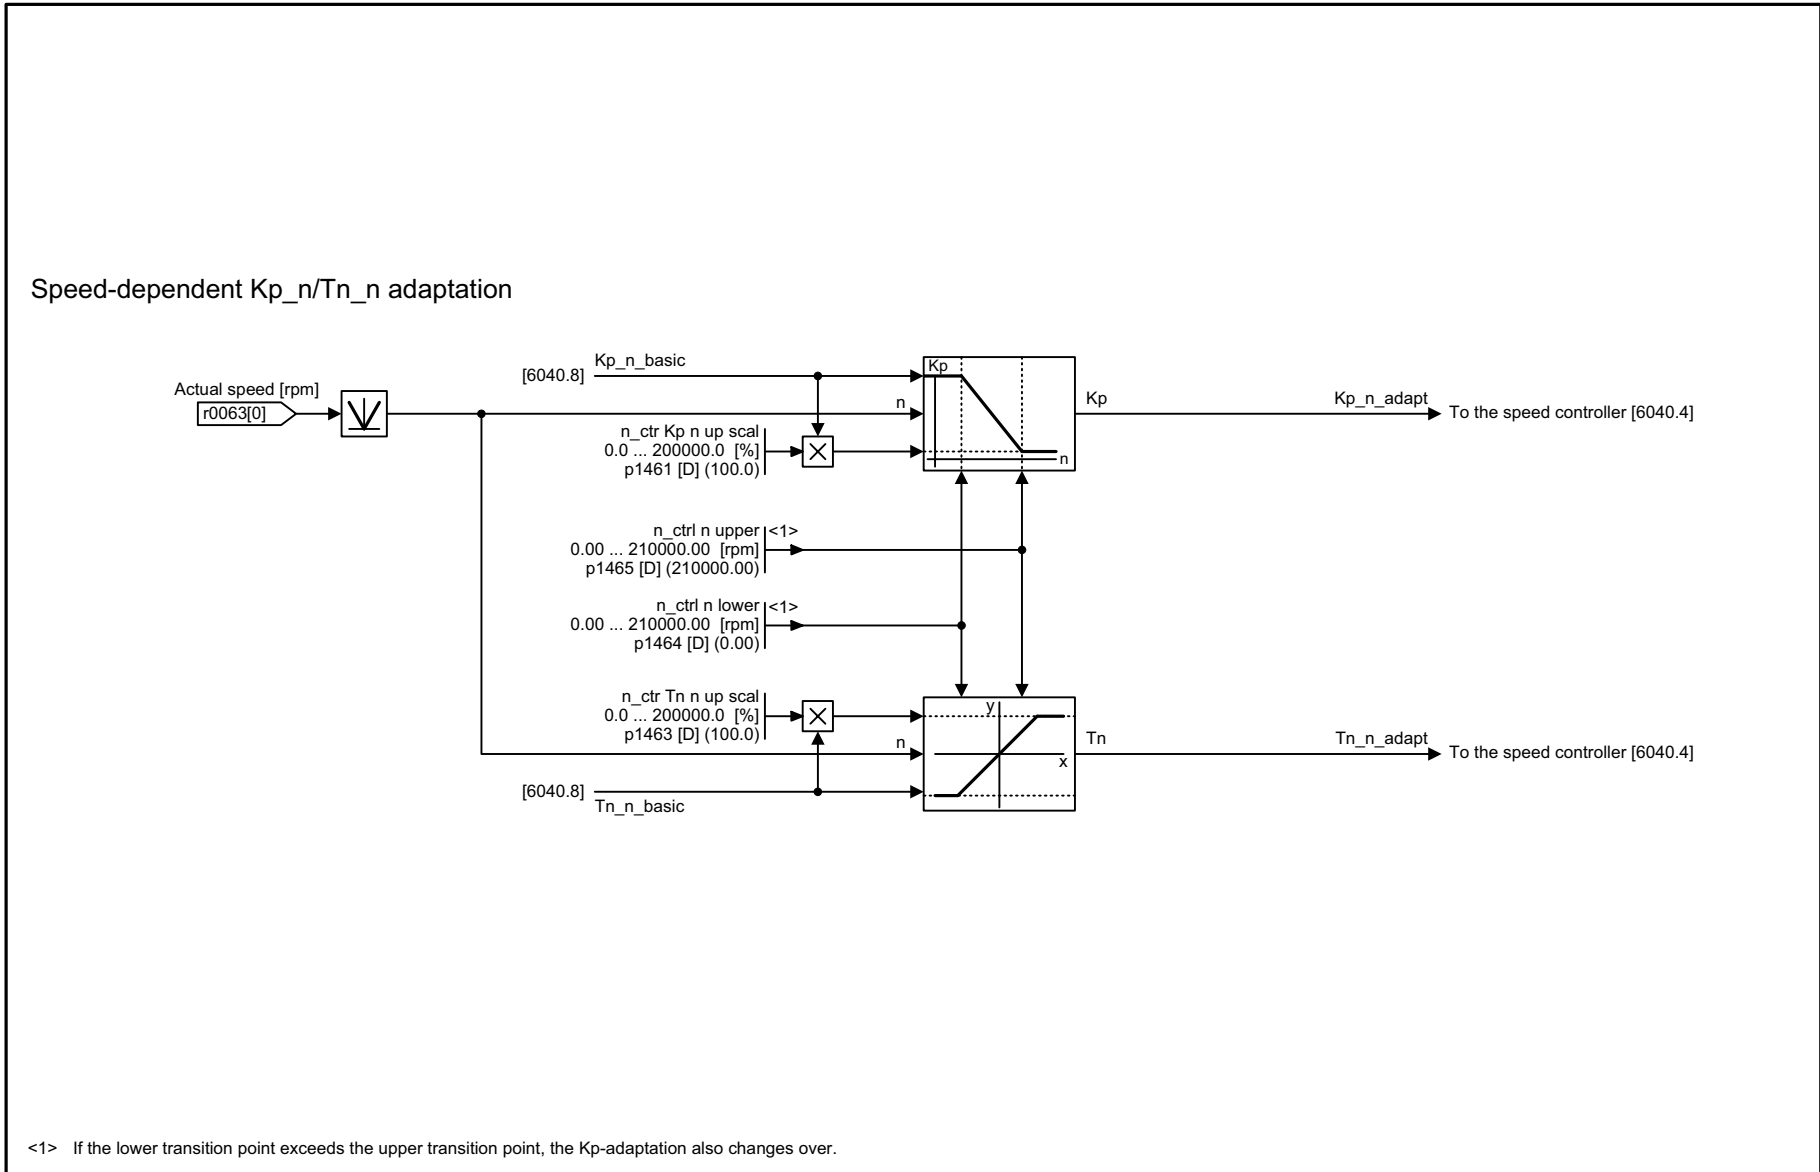 Speed-dependent Kp_n/Tn_n adaptation
Kp_n_basic
[6040.8]
Actual speed [rpm]
r0063[0]
Kp
n
n
Kp
Kp_n_adapt
To the speed controller [6040.4]
n_ctr Kp n up scal
0.0 ... 200000.0 [%]
p1461 [D] (100.0)
n_ctrl n upper <1>
0.00 ... 210000.00 [rpm]
p1465 [D] (210000.00)
n_ctrl n lower <1>
0.00 ... 210000.00 [rpm]
p1464 [D] (0.00)
n_ctr Tn n up scal
0.0 ... 200000.0 [%]
p1463 [D] (100.0)
n
y
x
Tn
Tn_n_adapt
To the speed controller [6040.4]
[6040.8]
Tn_n_basic
<1> If the lower transition point exceeds the upper transition point, the Kp-adaptation also changes over.